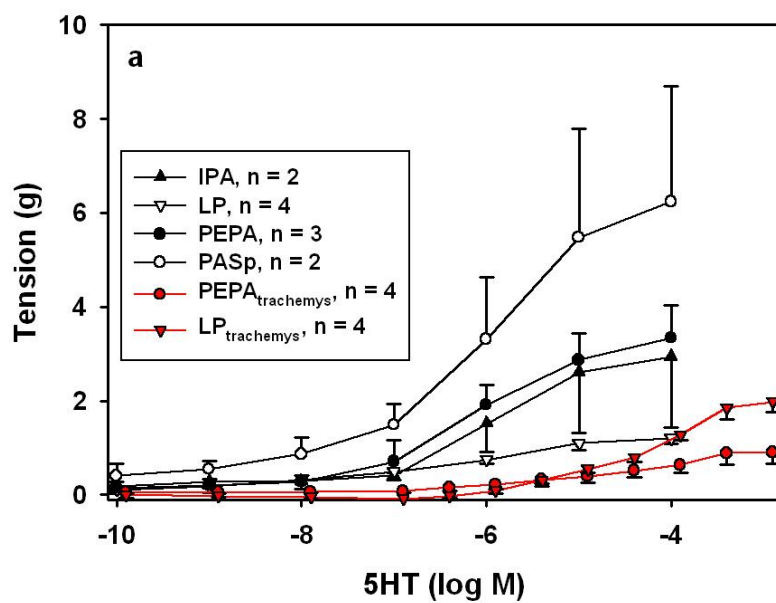 a
10
8
6
4
2
0
Tension (g)
IPA, n = 2
LP, n = 4
PEPA, n = 3
PASp, n = 2
PEPAtrachemys, n = 4
LPtrachemys, n = 4
-10 -8 -6 -4
5HT (log M)